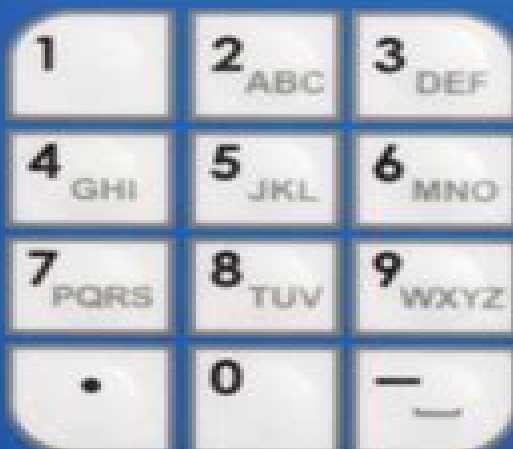 1 2 ABC 3 DEF
4 GHI 5 JKL 6 MNO
7 PQRS 8 TUV 9 WXYZ
• 0 — ⎵